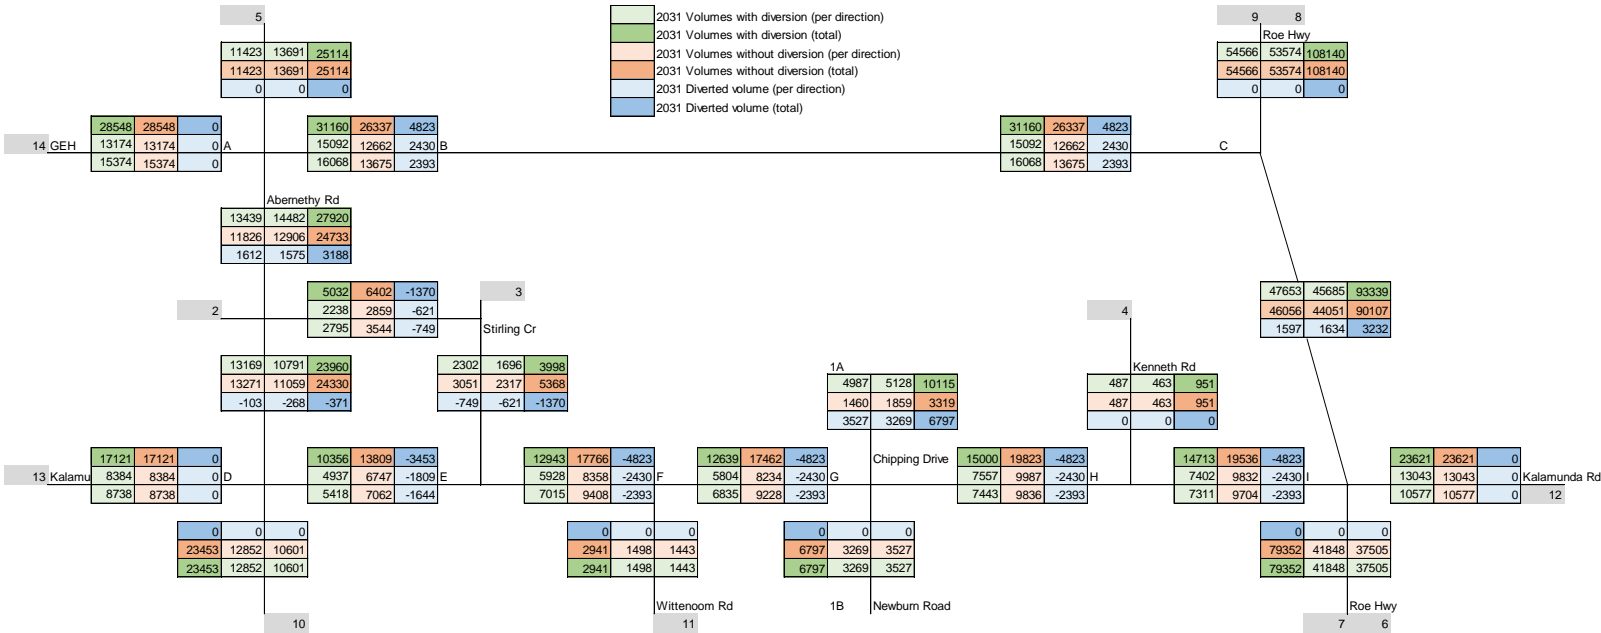 5
9 8
Roe Hwy
2031 Volumes with diversion (per direction)
2031 Volumes with diversion (total)
2031 Volumes without diversion (per direction)
2031 Volumes without diversion (total)
2031 Diverted volume (per direction)
2031 Diverted volume (total)
11423 13691 25114
11423 13691 25114
0 0 0
54566 53574 108140
54566 53574 108140
0 0 0
14 GEH
28548 28548 0
13174 13174 0
15374 15374 0
A
31160 26337 4823
15092 12662 2430
16068 13675 2393
B
31160 26337 4823
15092 12662 2430
16068 13675 2393
C
Abernethy Rd
13439 14482 27920
11826 12906 24733
1612 1575 3188
2
5032 6402 -1370
2238 2859 -621
2795 3544 -749
3
Stirling Cr
4
47653 45685 93339
46056 44051 90107
1597 1634 3232
13169 10791 23960
13271 11059 24330
-103 -268 -371
2302 1696 3998
3051 2317 5368
-749 -621 -1370
1A
4987 5128 10115
1460 1859 3319
3527 3269 6797
Chipping Drive
Kenneth Rd
487 463 951
487 463 951
0 0 0
13 Kalamu
17121 17121 0
8384 8384 0
8738 8738 0
D
10356 13809 -3453
4937 6747 -1809
5418 7062 -1644
E
12943 17766 -4823
5928 8358 -2430
7015 9408 -2393
F
12639 17462 -4823
5804 8234 -2430
6835 9228 -2393
G
15000 19823 -4823
7557 9987 -2430
7443 9836 -2393
H
14713 19536 -4823
7402 9832 -2430
7311 9704 -2393
I
23621 23621 0
13043 13043 0
10577 10577 0
Kalamunda Rd
12
0 0 0
23453 12852 10601
23453 12852 10601
0 0 0
2941 1498 1443
2941 1498 1443
0 0 0
6797 3269 3527
6797 3269 3527
0 0 0
79352 41848 37505
79352 41848 37505
10
Wittenoom Rd
11
1B Newburn Road
Roe Hwy
7 6